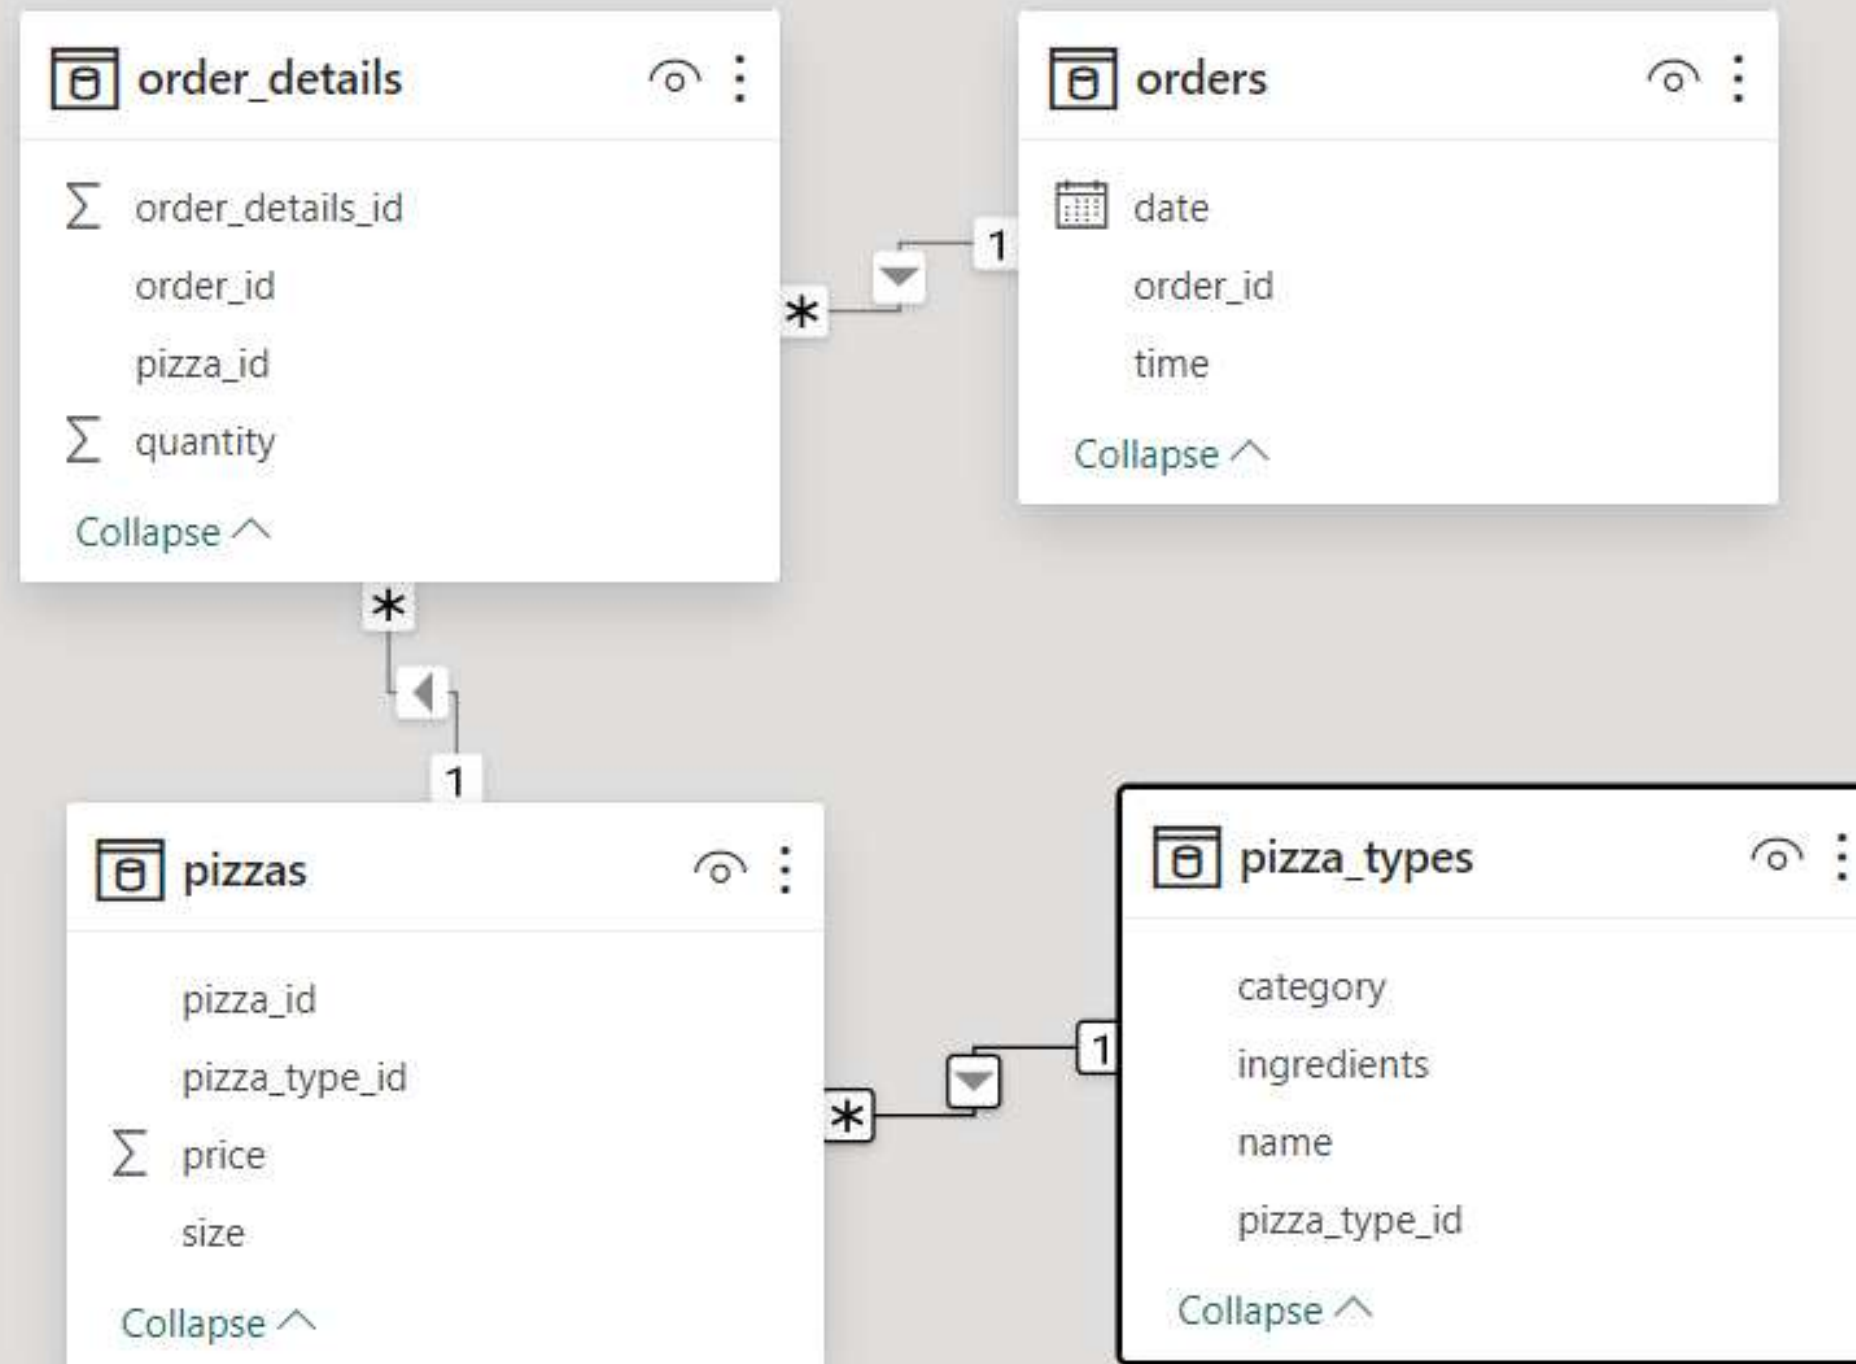 order_details
order_details_id
order_id
pizza_id
quantity
Collapse
orders
date
order_id
time
Collapse
*
1
*
1
pizzas
pizza_id
pizza_type_id
price
size
Collapse
*
1
pizza_types
category
ingredients
name
pizza_type_id
Collapse